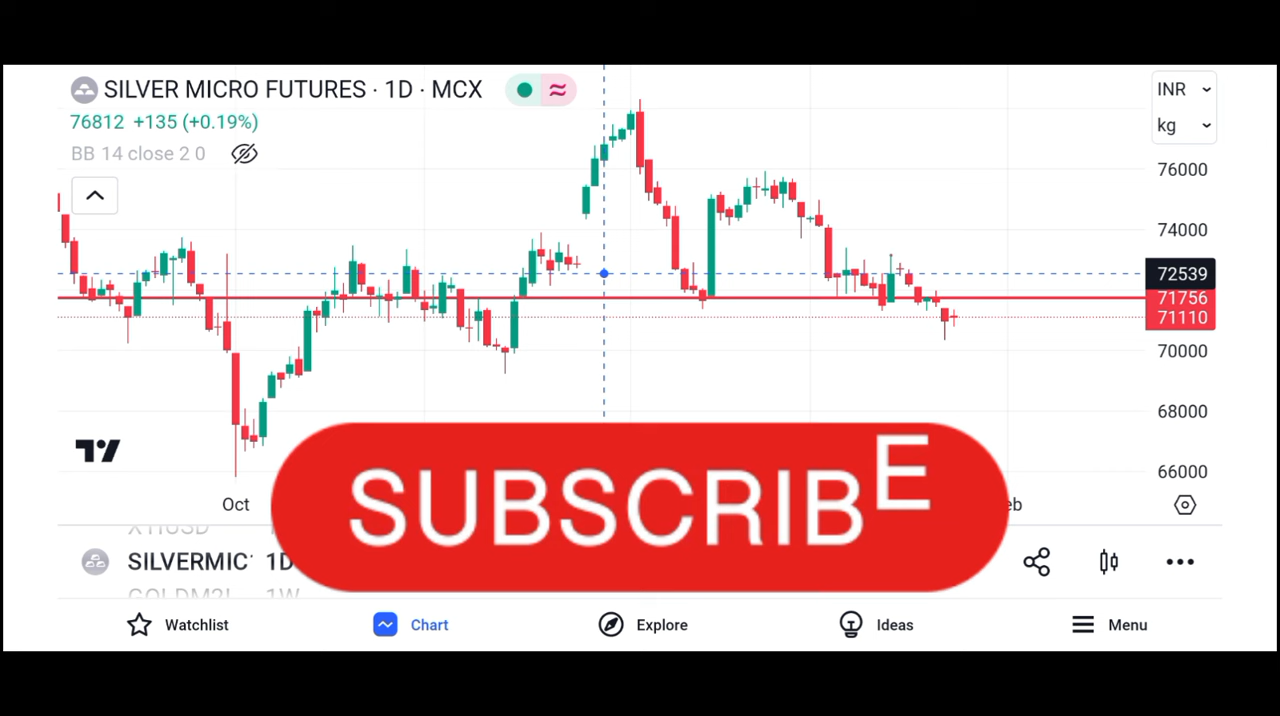 SILVER MICRO FUTURES · 1D · MCX
76812 +135 (+0.19%)
BB 14 close 2 0
INR
kg
76000
74000
72539
71756
71110
70000
68000
66000
Oct
eb
SUBSCRIBE
SILVERMIC 1D
1W
Watchlist
Chart
Explore
Ideas
Menu